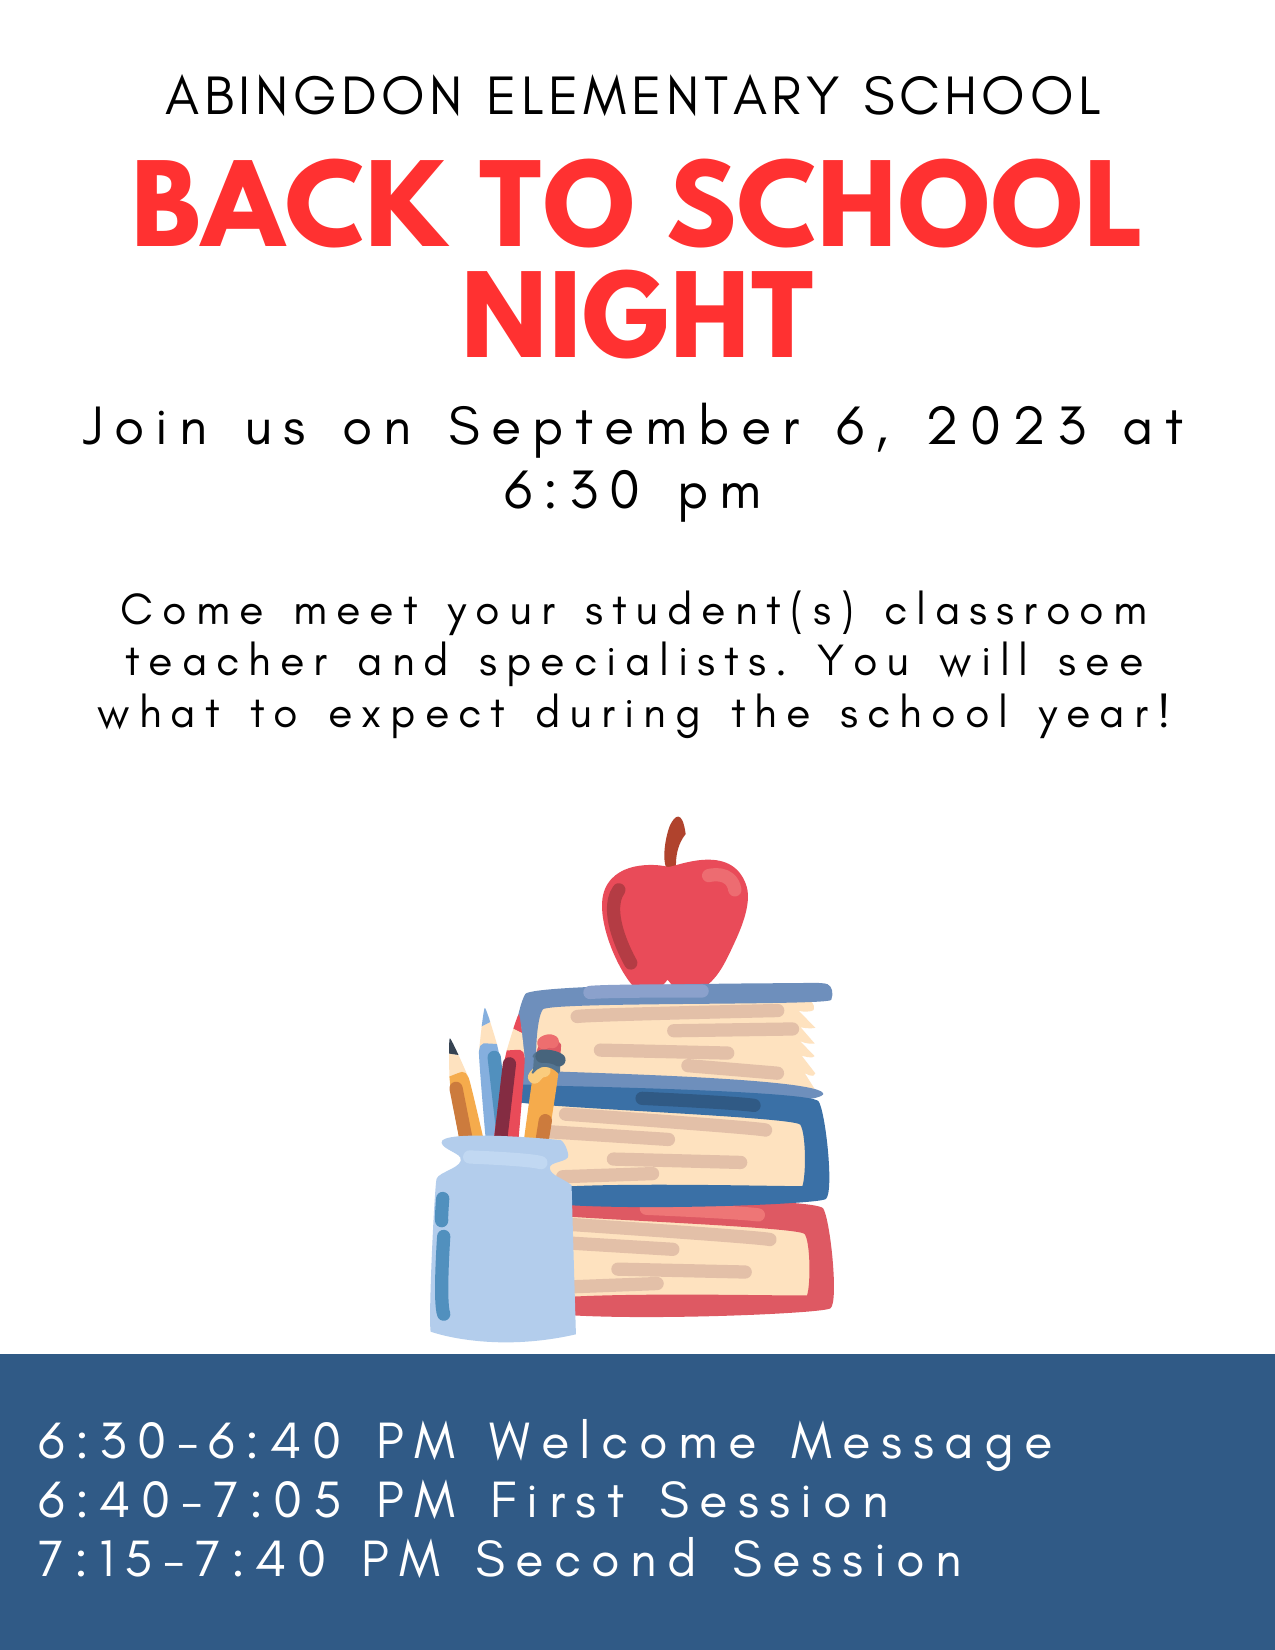 ABINGDON ELEMENTARY SCHOOL
BACK TO SCHOOL
NIGHT
Join us on September 6, 2023 at
6:30 pm
Come meet your student(s) classroom
teacher and specialists. You will see
what to expect during the school year!
6:30-6:40 PM Welcome Message
6:40-7:05 PM First Session
7:15-7:40 PM Second Session